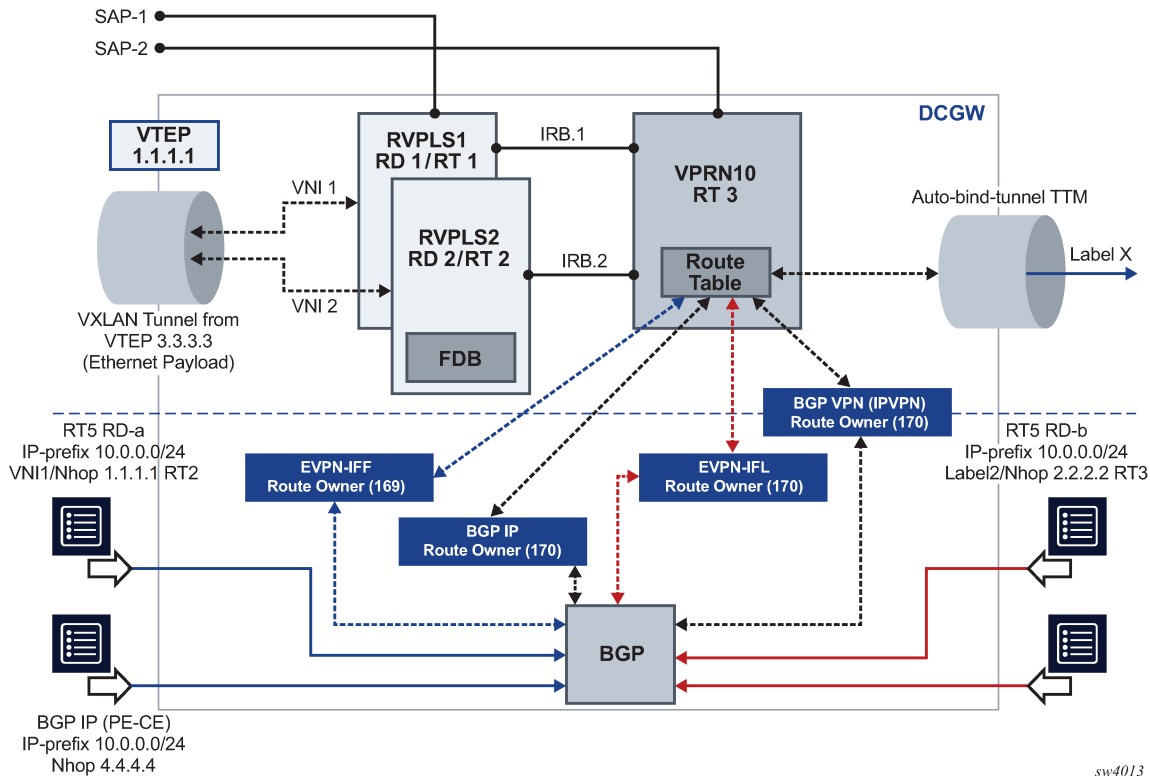 SAP-1
SAP-2
DCGW
VTEP
1.1.1.1
RVPLS1
RD 1/RT 1
IRB.1
VPRN10
RT 3
VNI 1
Auto-bind-tunnel TTM
RVPLS2
RD 2/RT 2
IRB.2
Route
Table
Label X
VNI 2
VXLAN Tunnel from
VTEP 3.3.3.3
(Ethernet Payload)
FDB
BGP VPN (IPVPN)
Route Owner (170)
RT5 RD-a
IP-prefix 10.0.0.0/24
VNI1/Nhop 1.1.1.1 RT2
RT5 RD-b
IP-prefix 10.0.0.0/24
Label2/Nhop 2.2.2.2 RT3
EVPN-IFF
Route Owner (169)
EVPN-IFL
Route Owner (170)
BGP IP
Route Owner (170)
BGP
BGP IP (PE-CE)
IP-prefix 10.0.0.0/24
Nhop 4.4.4.4
sw4013